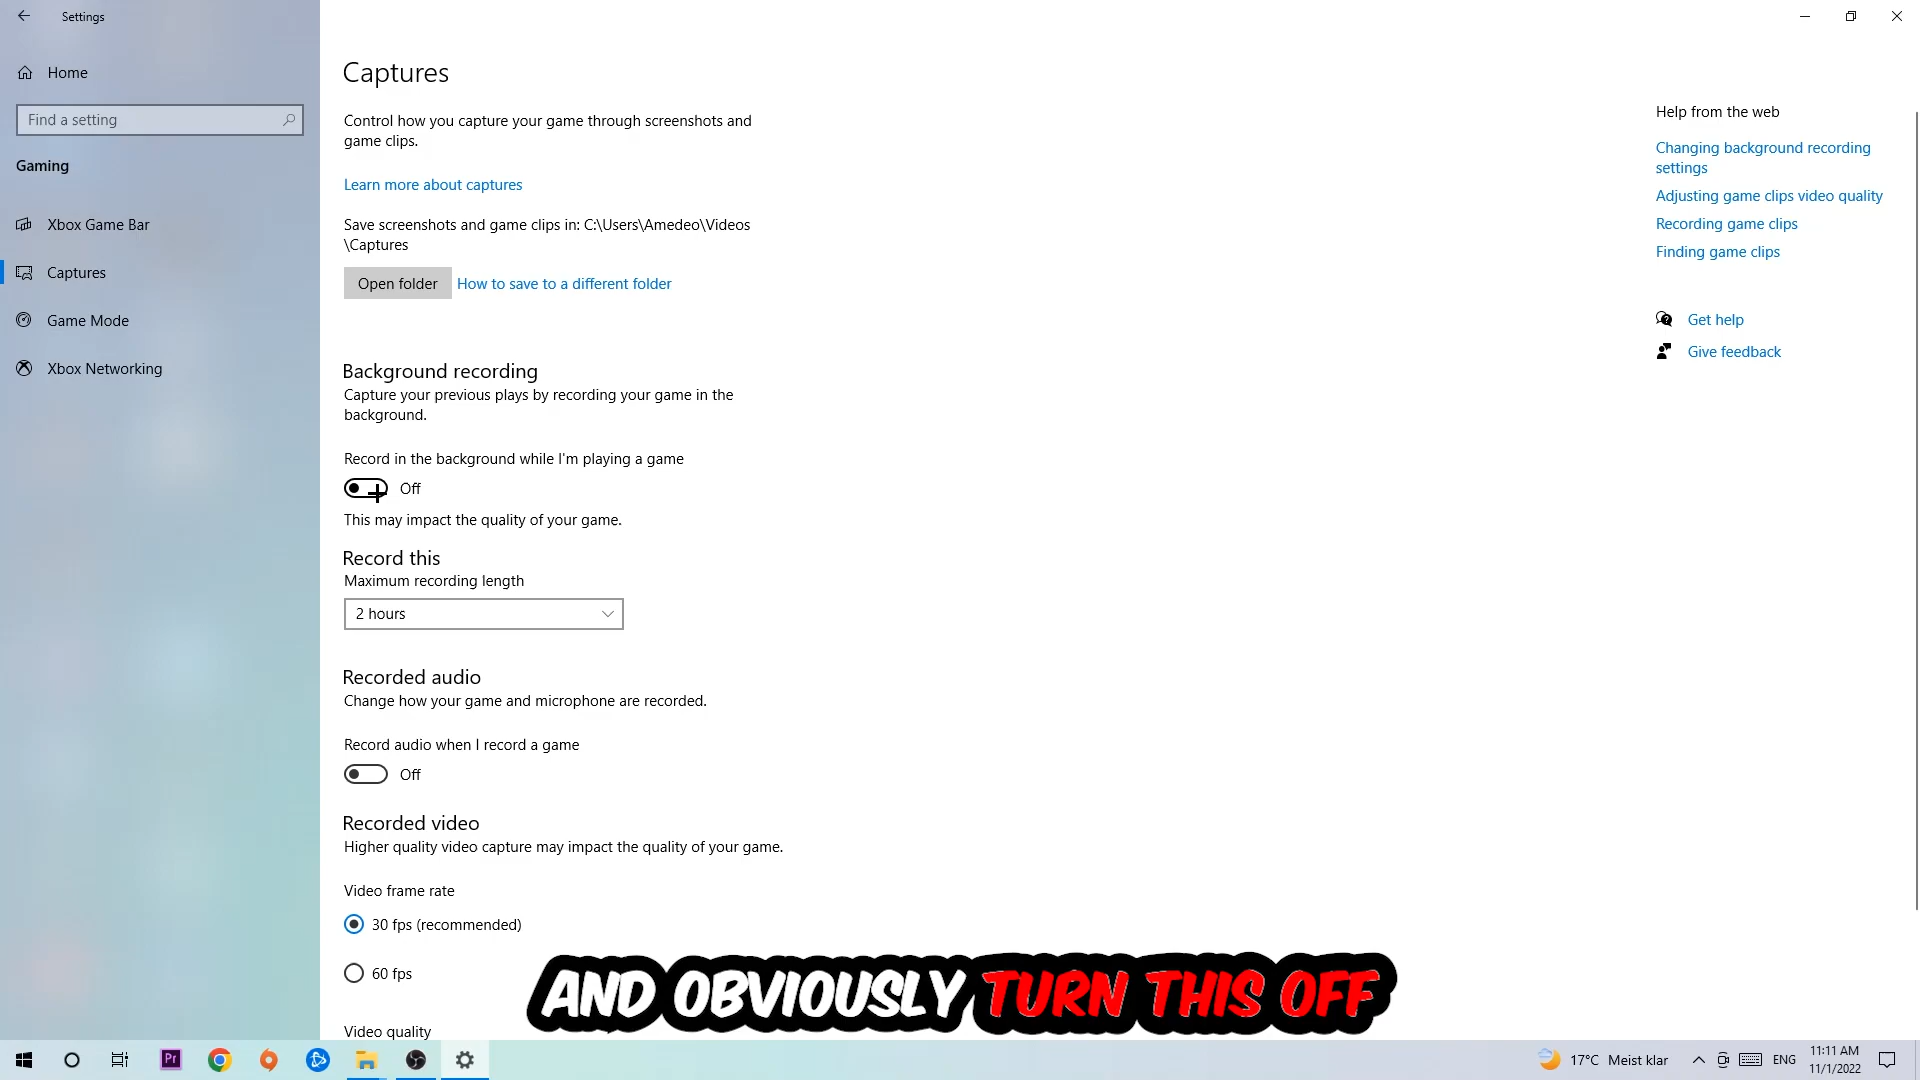 Settings
Home
Find a setting
Gaming
Xbox Game Bar
Captures
Game Mode
Xbox Networking
Captures
Control how you capture your game through screenshots and
game clips.
Learn more about captures
Save screenshots and game clips in: C:\Users\Amedeo\Videos
\Captures
Open folder
How to save to a different folder
Background recording
Capture your previous plays by recording your game in the
background.
Record in the background while I'm playing a game
Off
This may impact the quality of your game.
Record this
Maximum recording length
2 hours
Recorded audio
Change how your game and microphone are recorded.
Record audio when I record a game
Off
Recorded video
Higher quality video capture may impact the quality of your game.
Video frame rate
30 fps (recommended)
60 fps
Video quality
Help from the web
Changing background recording
settings
Adjusting game clips video quality
Recording game clips
Finding game clips
Get help
Give feedback
AND OBVIOUSLY TURN THIS OFF
Pr
17°C Meist klar
ENG
11:11 AM
11/1/2022